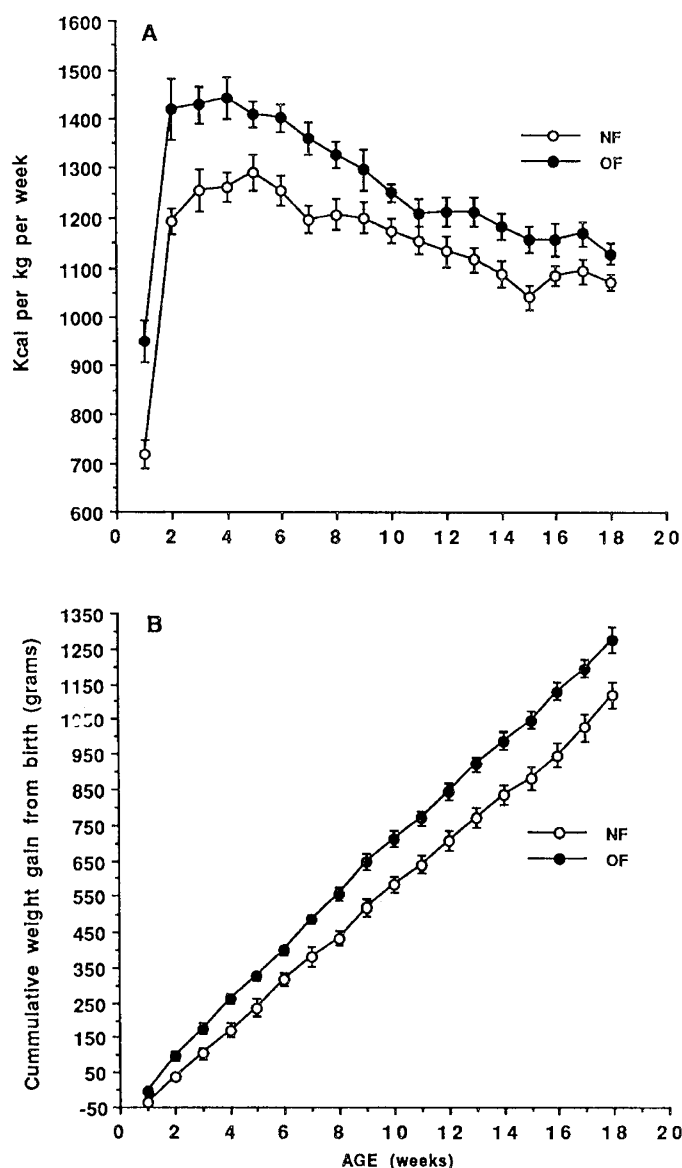 A
1600
1500
1400
1300
1200
1100
1000
900
800
700
600
Kcal per kg per week
NF
OF
0 2 4 6 8 10 12 14 16 18 20
B
1350
1250
1150
1050
950
850
750
650
550
450
350
250
150
50
-50
Cummulative weight gain from birth (grams)
NF
OF
0 2 4 6 8 10 12 14 16 18 20
AGE (weeks)